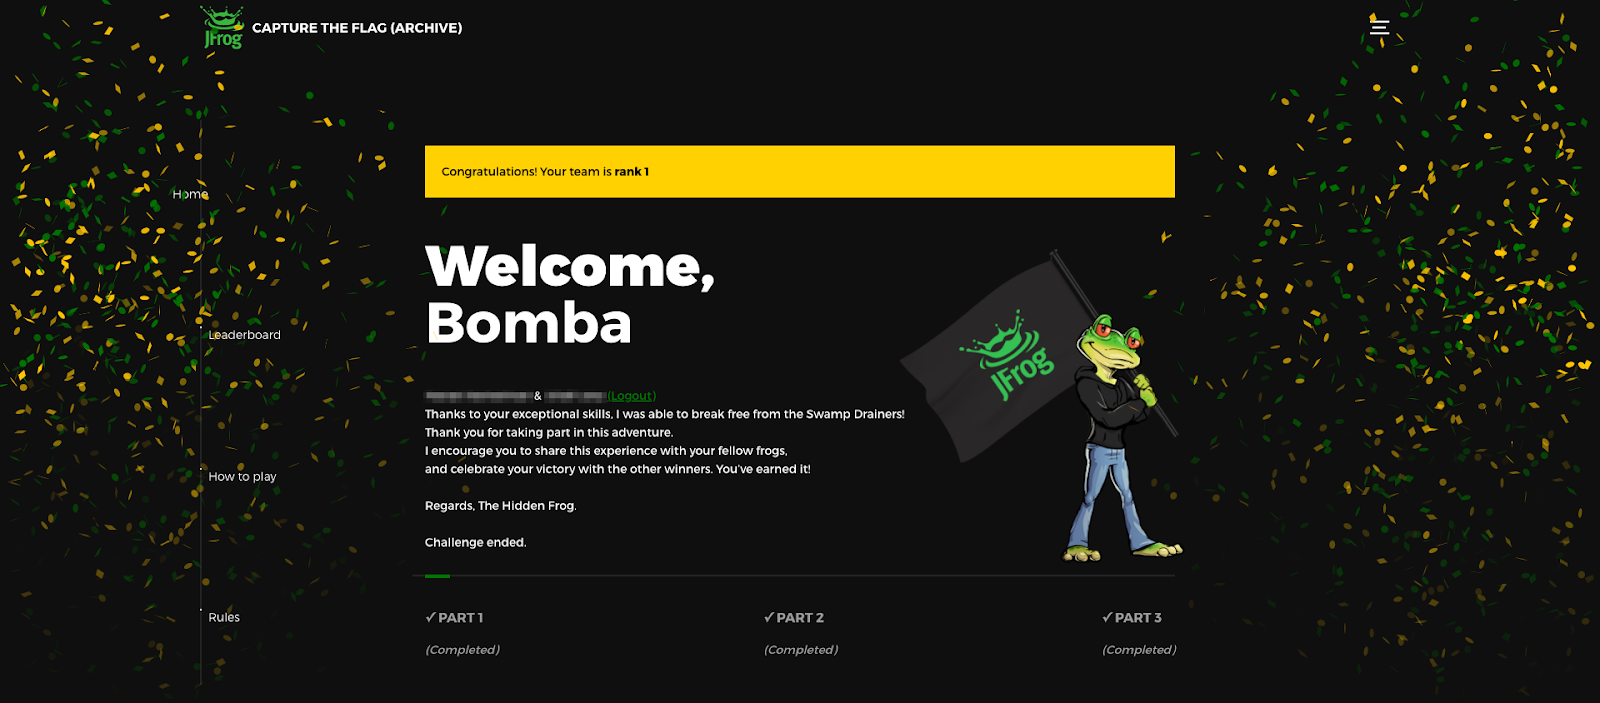 JFrog
CAPTURE THE FLAG (ARCHIVE)
Congratulations! Your team is rank 1
Home
Leaderboard
How to play
Rules
Welcome,
Bomba
JFrog
& (Logout)
Thanks to your exceptional skills, I was able to break free from the Swamp Drainers!
Thank you for taking part in this adventure.
I encourage you to share this experience with your fellow frogs,
and celebrate your victory with the other winners. You've earned it!
Regards, The Hidden Frog.
Challenge ended.
✓ PART 1
✓ PART 2
✓ PART 3
(Completed)
(Completed)
(Completed)